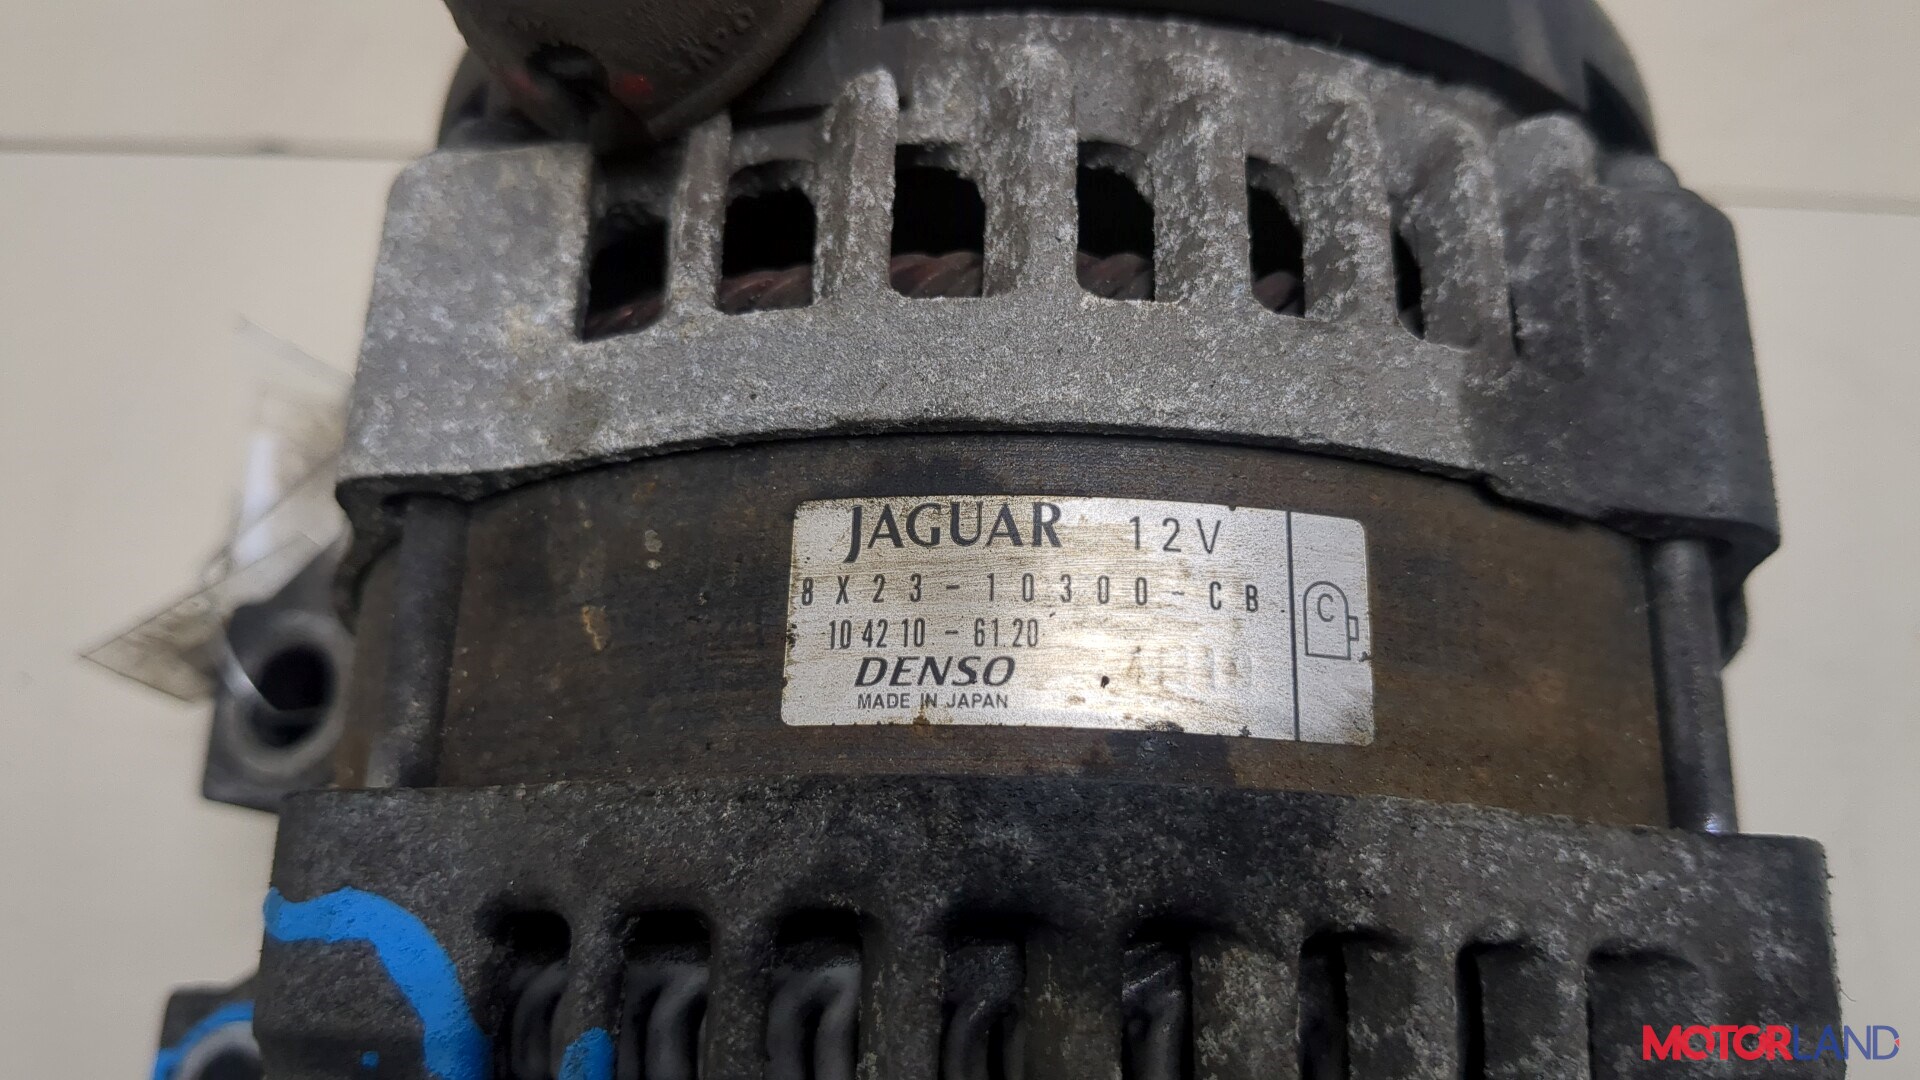 JAGUAR 12V
8X23-10300-CB
104210-6120
DENSO
MADE IN JAPAN
C
MOTORLAND